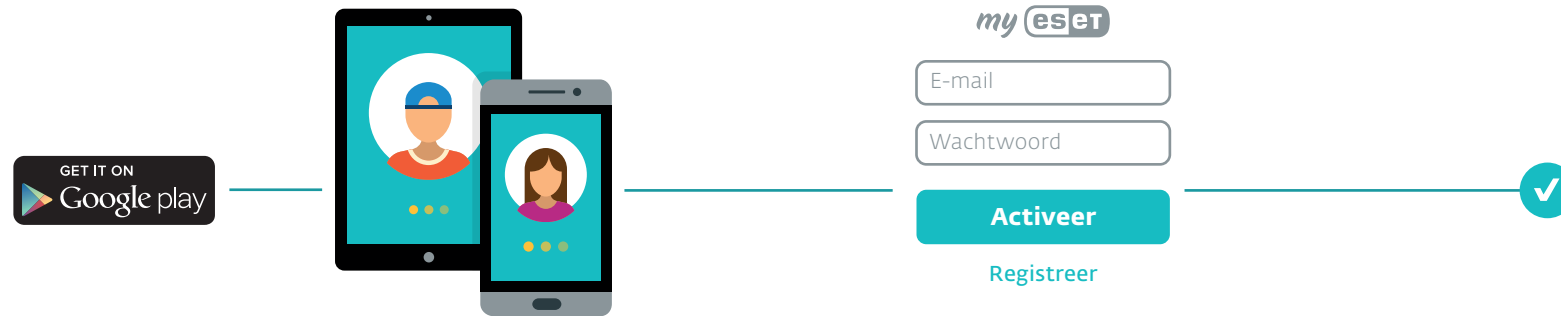 GET IT ON
Google play
my eset
E-mail
Wachtwoord
Activeer
Registreer